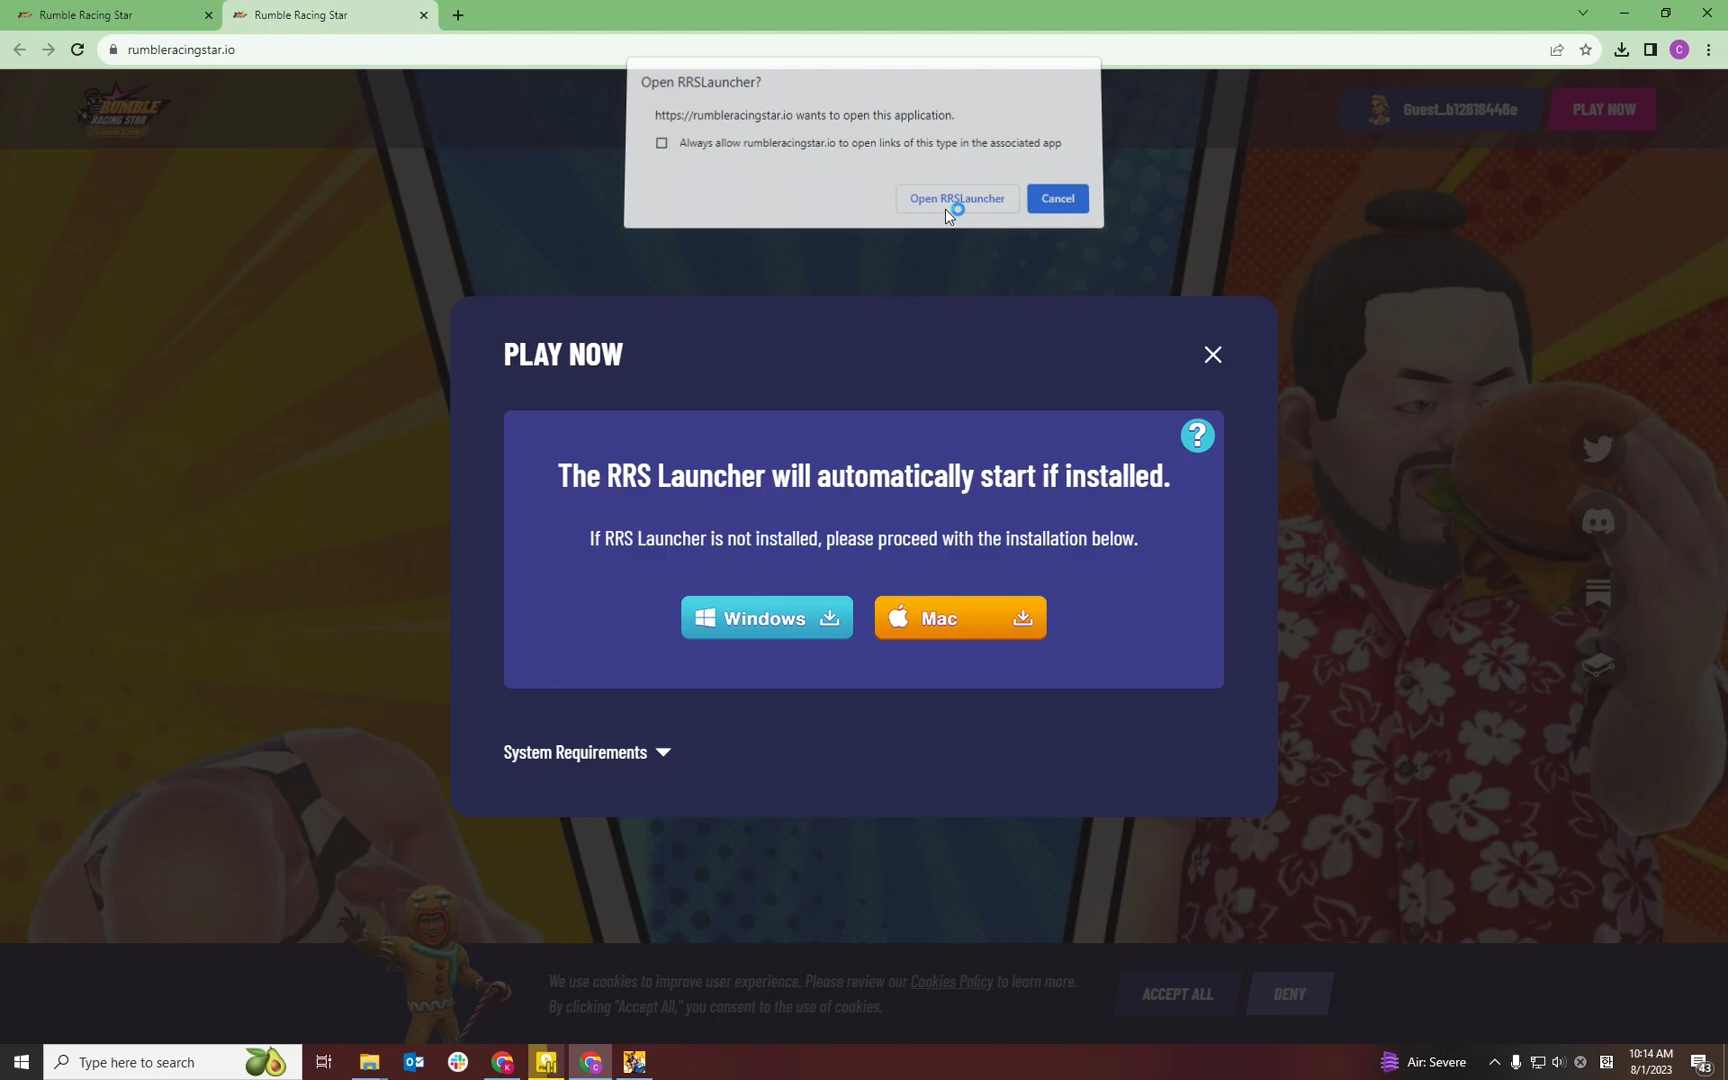 Rumble Racing Star
Rumble Racing Star
rumbleracingstar.io
C
Open RRSLauncher?
https://rumbleracingstar.io wants to open this application.
Always allow rumbleracingstar.io to open links of this type in the associated app
Open RRSLauncher
Cancel
RUMBLE
RACING STAR
Guest_b12618446e
PLAY NOW
PLAY NOW
?
The RRS Launcher will automatically start if installed.
If RRS Launcher is not installed, please proceed with the installation below.
Windows
Mac
System Requirements
We use cookies to improve user experience. Please review our Cookies Policy to learn more.
By clicking "Accept All," you consent to the use of cookies.
ACCEPT ALL
DENY
Type here to search
Air: Severe
10:14 AM
8/1/2023
43